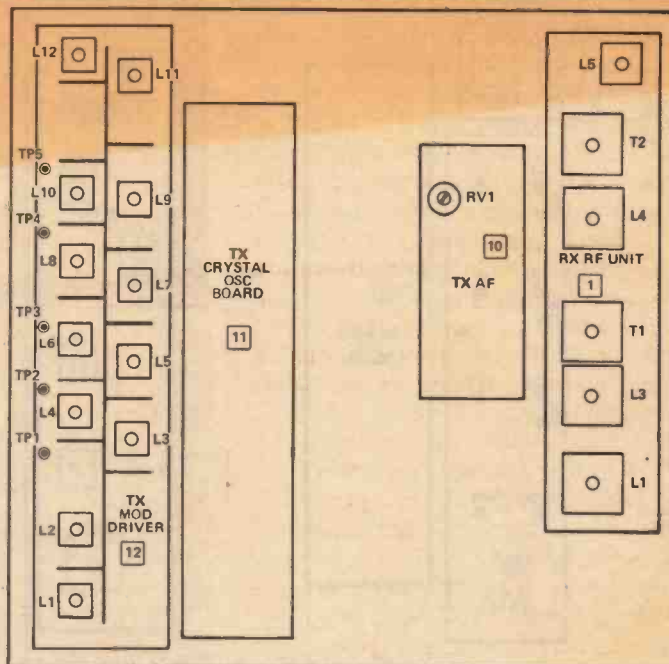 L12
L11
TP5
L10
L9
TP4
L8
L7
TP3
L6
L5
TP2
L4
L3
TP1
L2
TX
MOD
DRIVER
12
L1
TX
CRYSTAL
OSC
BOARD
11
RV1
10
TX AF
L5
T2
L4
RX RF UNIT
1
T1
L3
L1